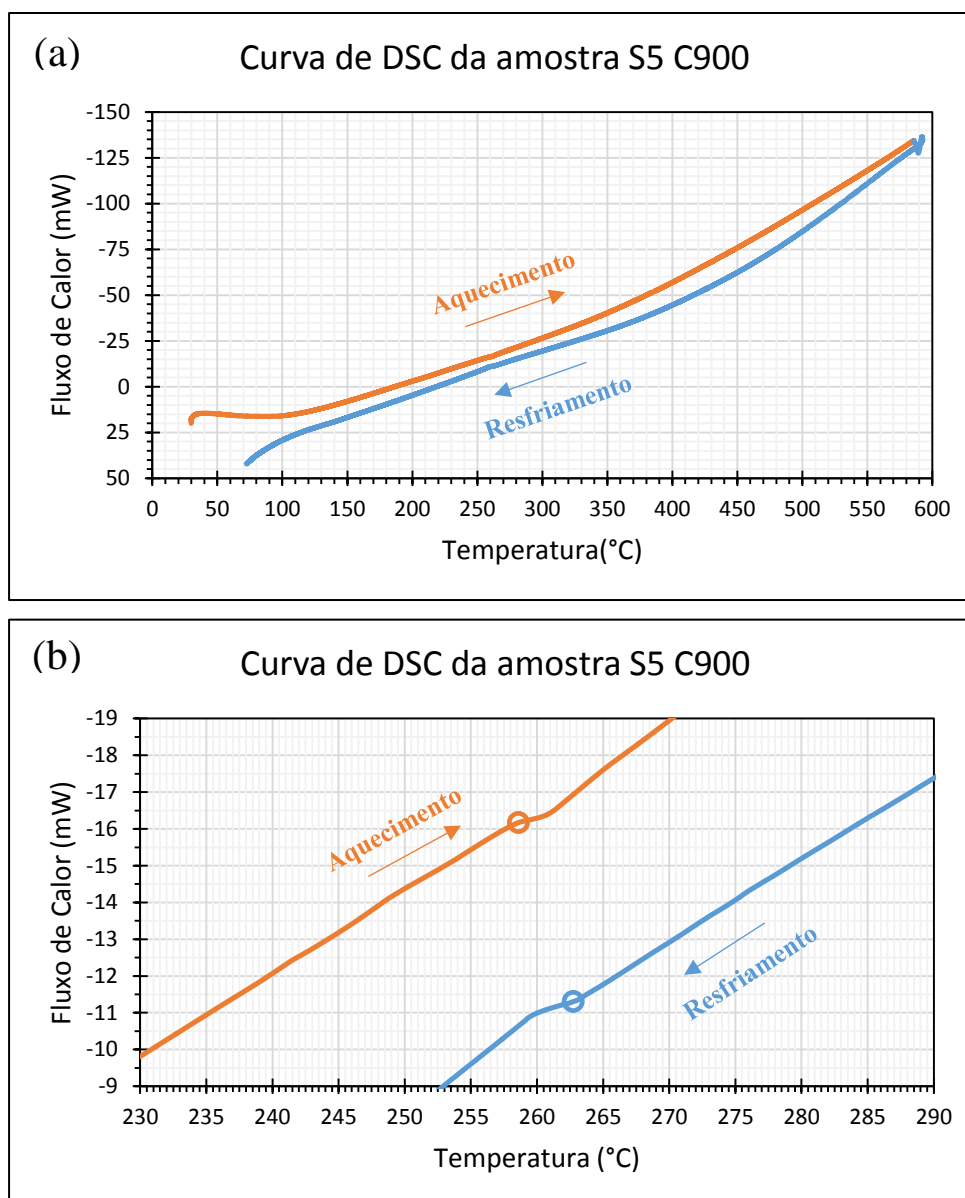 (a)
Curva de DSC da amostra S5 C900
Fluxo de Calor (mW)
-150
-125
-100
-75
-50
-25
0
25
50
Aquecimento
Resfriamento
0 50 100 150 200 250 300 350 400 450 500 550 600
Temperatura(°C)
(b)
Curva de DSC da amostra S5 C900
Fluxo de Calor (mW)
-19
-18
-17
-16
-15
-14
-13
-12
-11
-10
-9
Aquecimento
Resfriamento
230 235 240 245 250 255 260 265 270 275 280 285 290
Temperatura (°C)